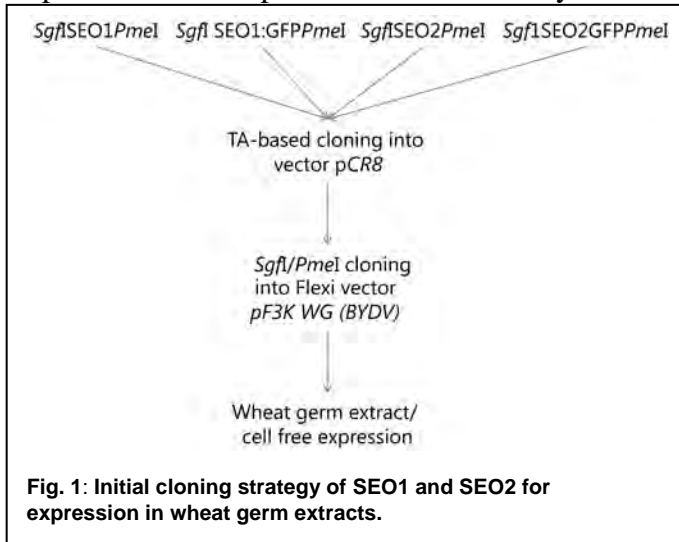 SgfISEO1PmeI SgfI SEO1:GFPPmeI SgfISEO2PmeI Sgf1SEO2GFPPmeI
TA-based cloning into
vector pCR8
SgfI/PmeI cloning
into Flexi vector
pF3K WG (BYDV)
Wheat germ extract/
cell free expression
Fig. 1: Initial cloning strategy of SEO1 and SEO2 for
expression in wheat germ extracts.